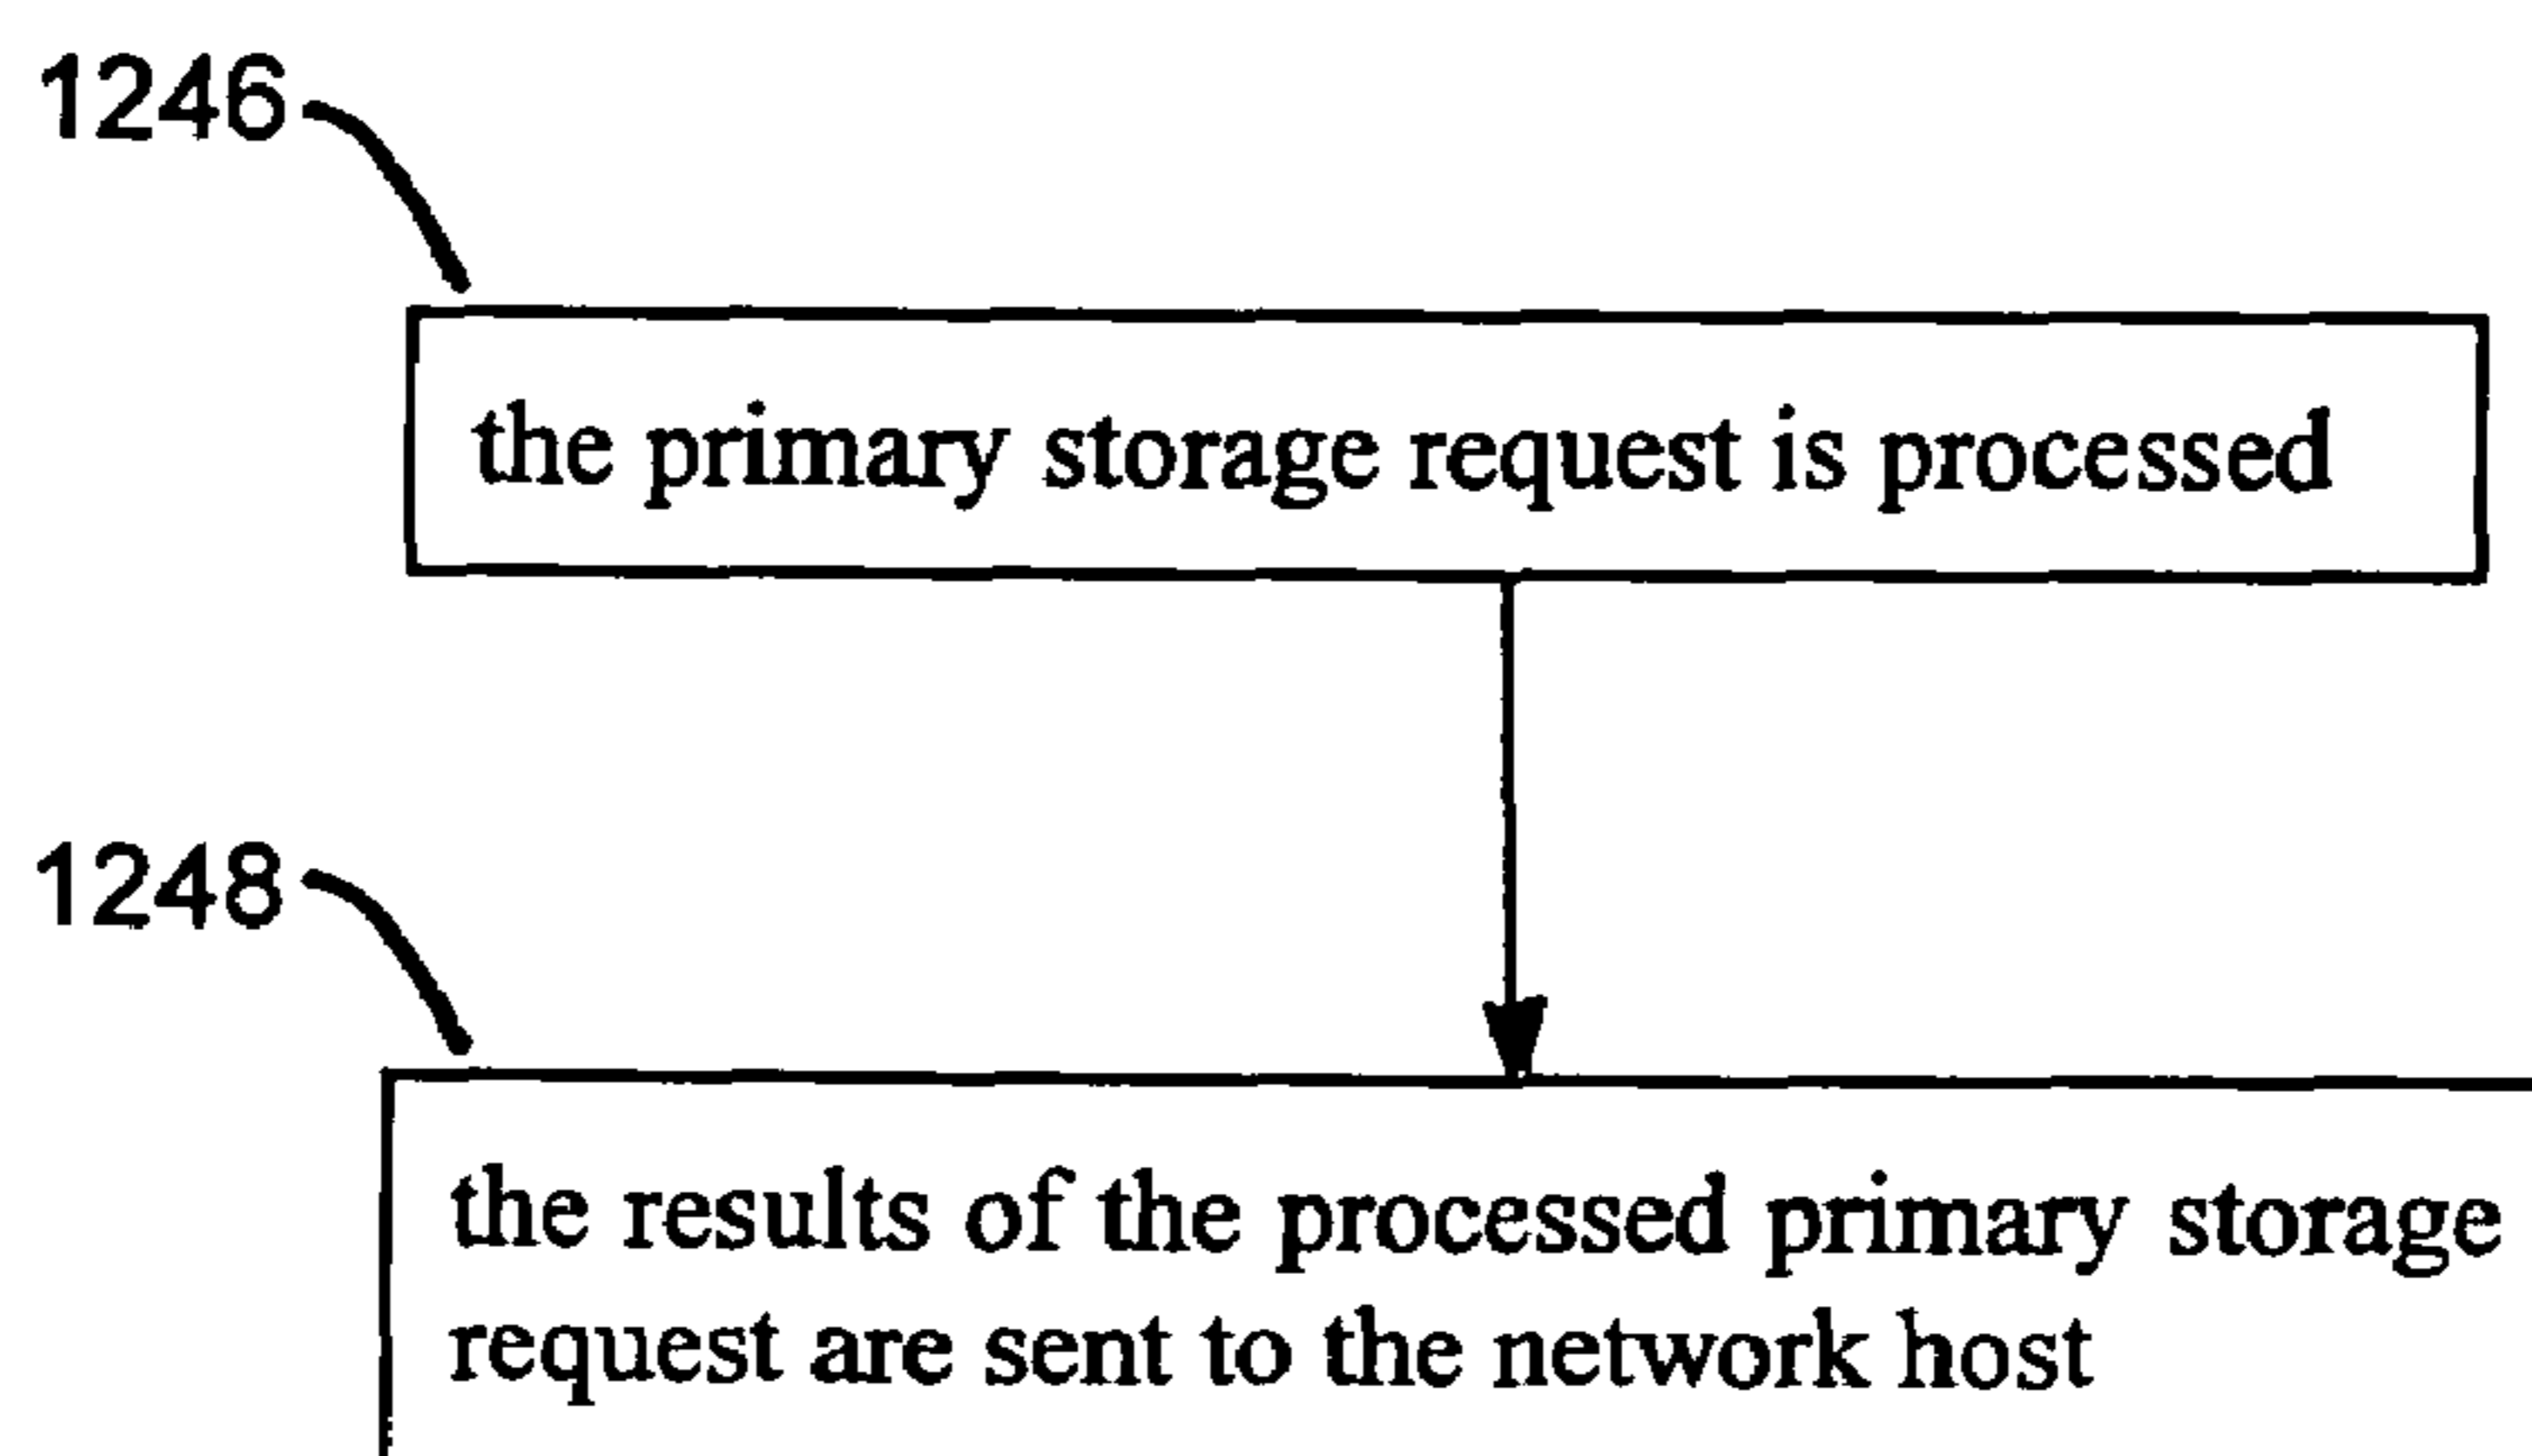 1246
the primary storage request is processed
1248
the results of the processed primary storage
request are sent to the network host